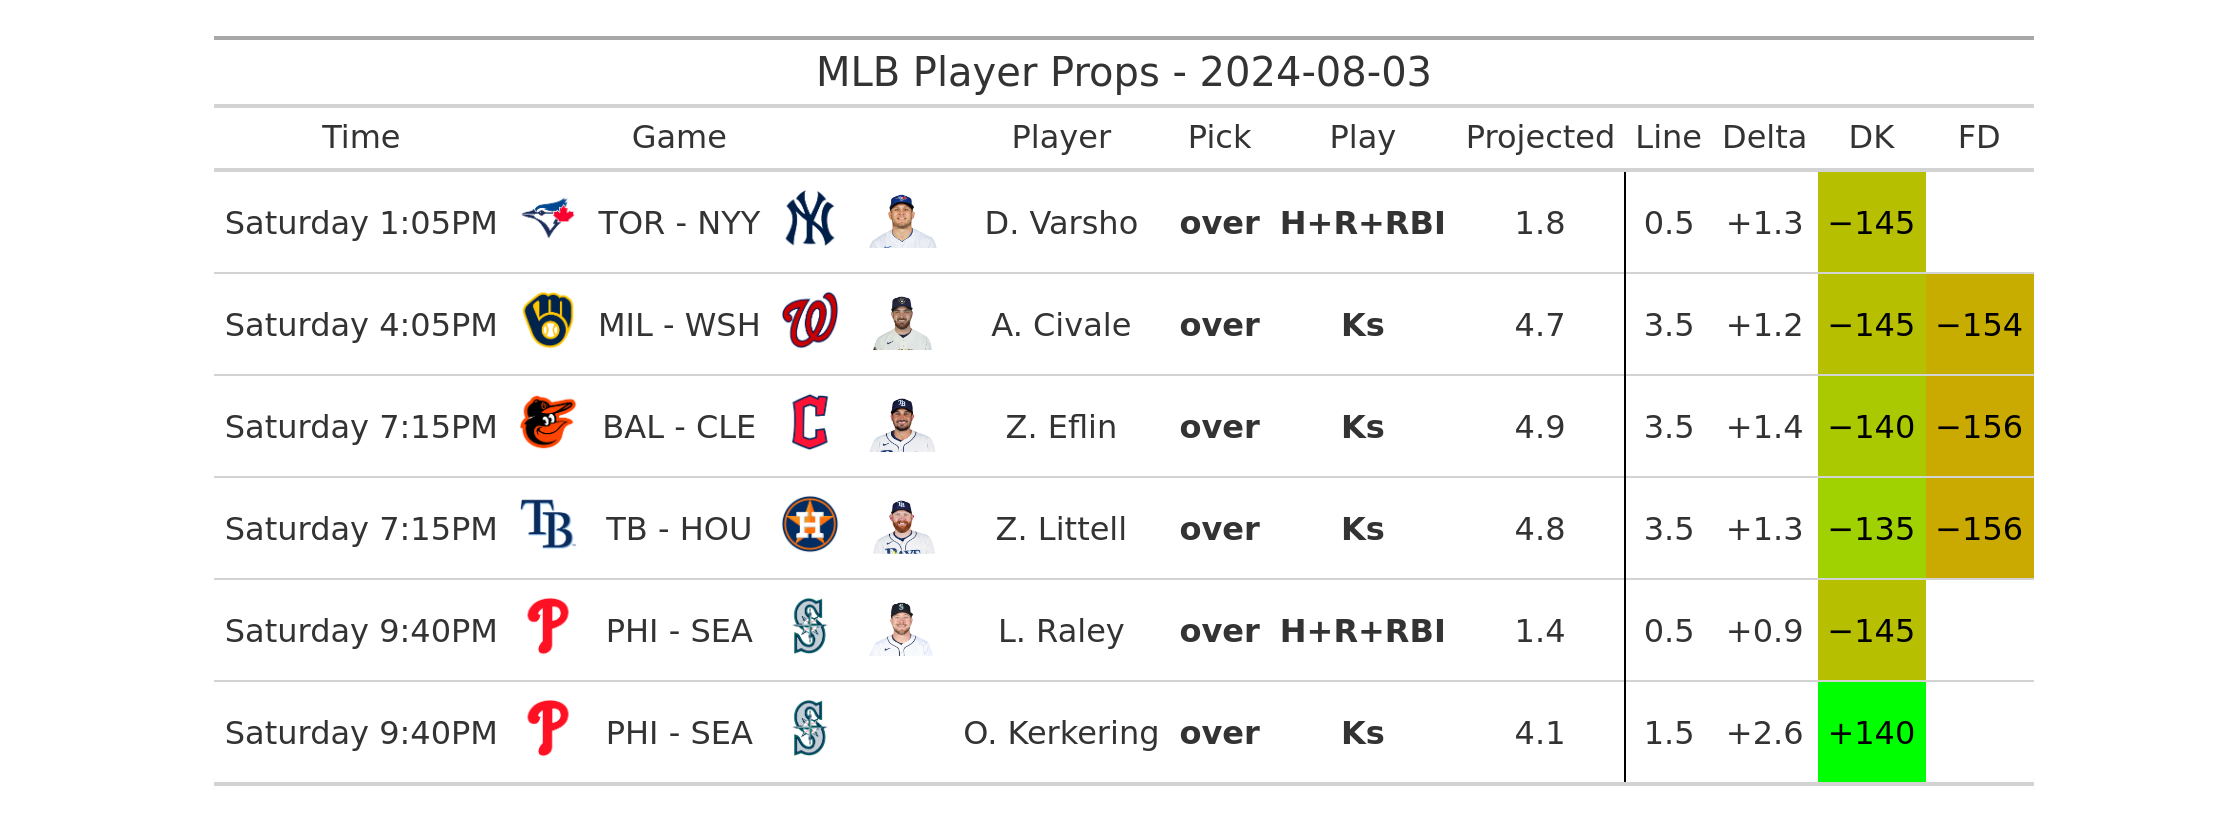 MLB Player Props - 2024-08-03
Time Game Player Pick Play Projected Line Delta DK FD
Saturday 1:05PM TOR - NYY D. Varsho over H+R+RBI 1.8 0.5 +1.3 −145
Saturday 4:05PM MIL - WSH A. Civale over Ks 4.7 3.5 +1.2 −145 −154
Saturday 7:15PM BAL - CLE Z. Eflin over Ks 4.9 3.5 +1.4 −140 −156
Saturday 7:15PM TB - HOU Z. Littell over Ks 4.8 3.5 +1.3 −135 −156
Saturday 9:40PM PHI - SEA L. Raley over H+R+RBI 1.4 0.5 +0.9 −145
Saturday 9:40PM PHI - SEA O. Kerkering over Ks 4.1 1.5 +2.6 +140